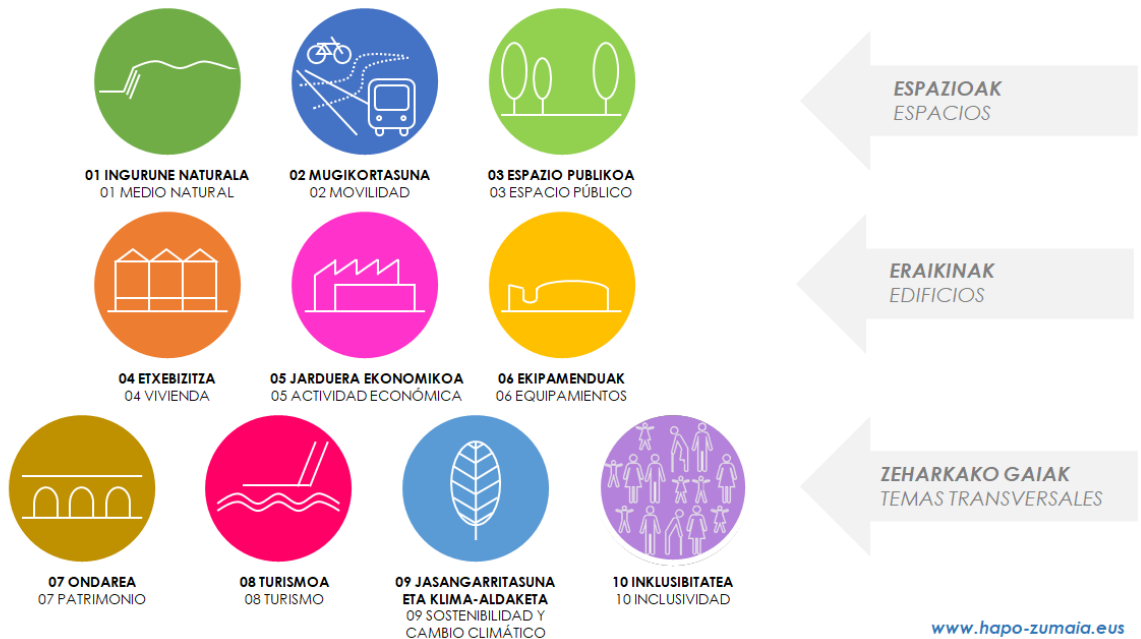 01 INGURUNE NATURALA
01 MEDIO NATURAL
02 MUGIKORTASUNA
02 MOVILIDAD
03 ESPAZIO PUBLIKOA
03 ESPACIO PÚBLICO
ESPAZIOAK
ESPACIOS
04 ETXEBIZITZA
04 VIVIENDA
05 JARDUERA EKONOMIKOA
05 ACTIVIDAD ECONÓMICA
06 EKIPAMENDUAK
06 EQUIPAMIENTOS
ERAIKINAK
EDIFICIOS
07 ONDAREA
07 PATRIMONIO
08 TURISMOA
08 TURISMO
09 JASANGARRITASUNA
ETA KLIMA-ALDAKETA
09 SOSTENIBILIDAD Y
CAMBIO CLIMÁTICO
10 INKLUSIBITATEA
10 INCLUSIVIDAD
ZEHARKAKO GAIAK
TEMAS TRANSVERSALES
www.hapo-zumaia.eus